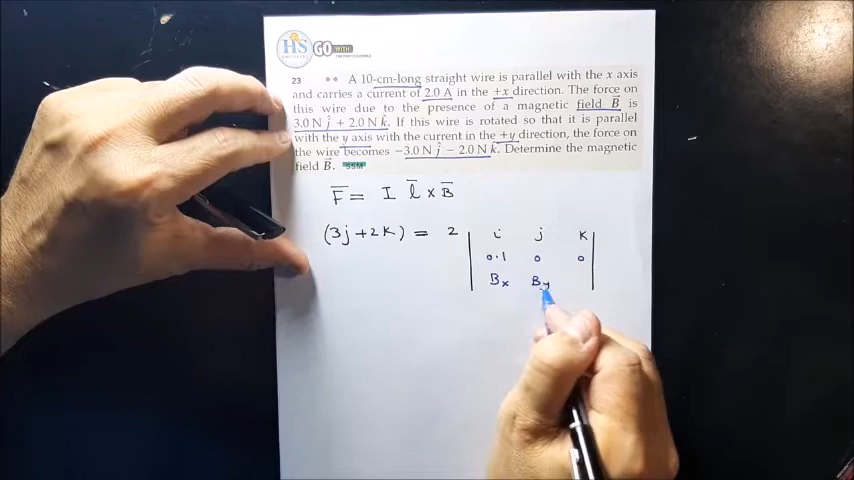 HS
ENGINEERS
GO WITH
23 •• A 10-cm-long straight wire is parallel with the x axis
and carries a current of 2.0 A in the +x direction. The force on
this wire due to the presence of a magnetic field B⃗ is
3.0 N ĵ + 2.0 N k̂. If this wire is rotated so that it is parallel
with the y axis with the current in the +y direction, the force on
the wire becomes −3.0 N ĵ − 2.0 N k̂. Determine the magnetic
field B⃗. SSM
F̅ = I l̅ × B̅
(3j + 2k) = 2 | i j k
0.1 0 0
Bx By |